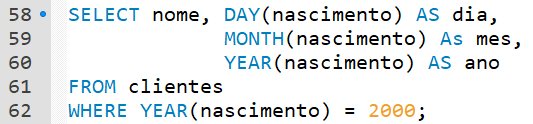 58 SELECT nome, DAY(nascimento) AS dia,
59 MONTH(nascimento) As mes,
60 YEAR(nascimento) AS ano
61 FROM clientes
62 WHERE YEAR(nascimento) = 2000;